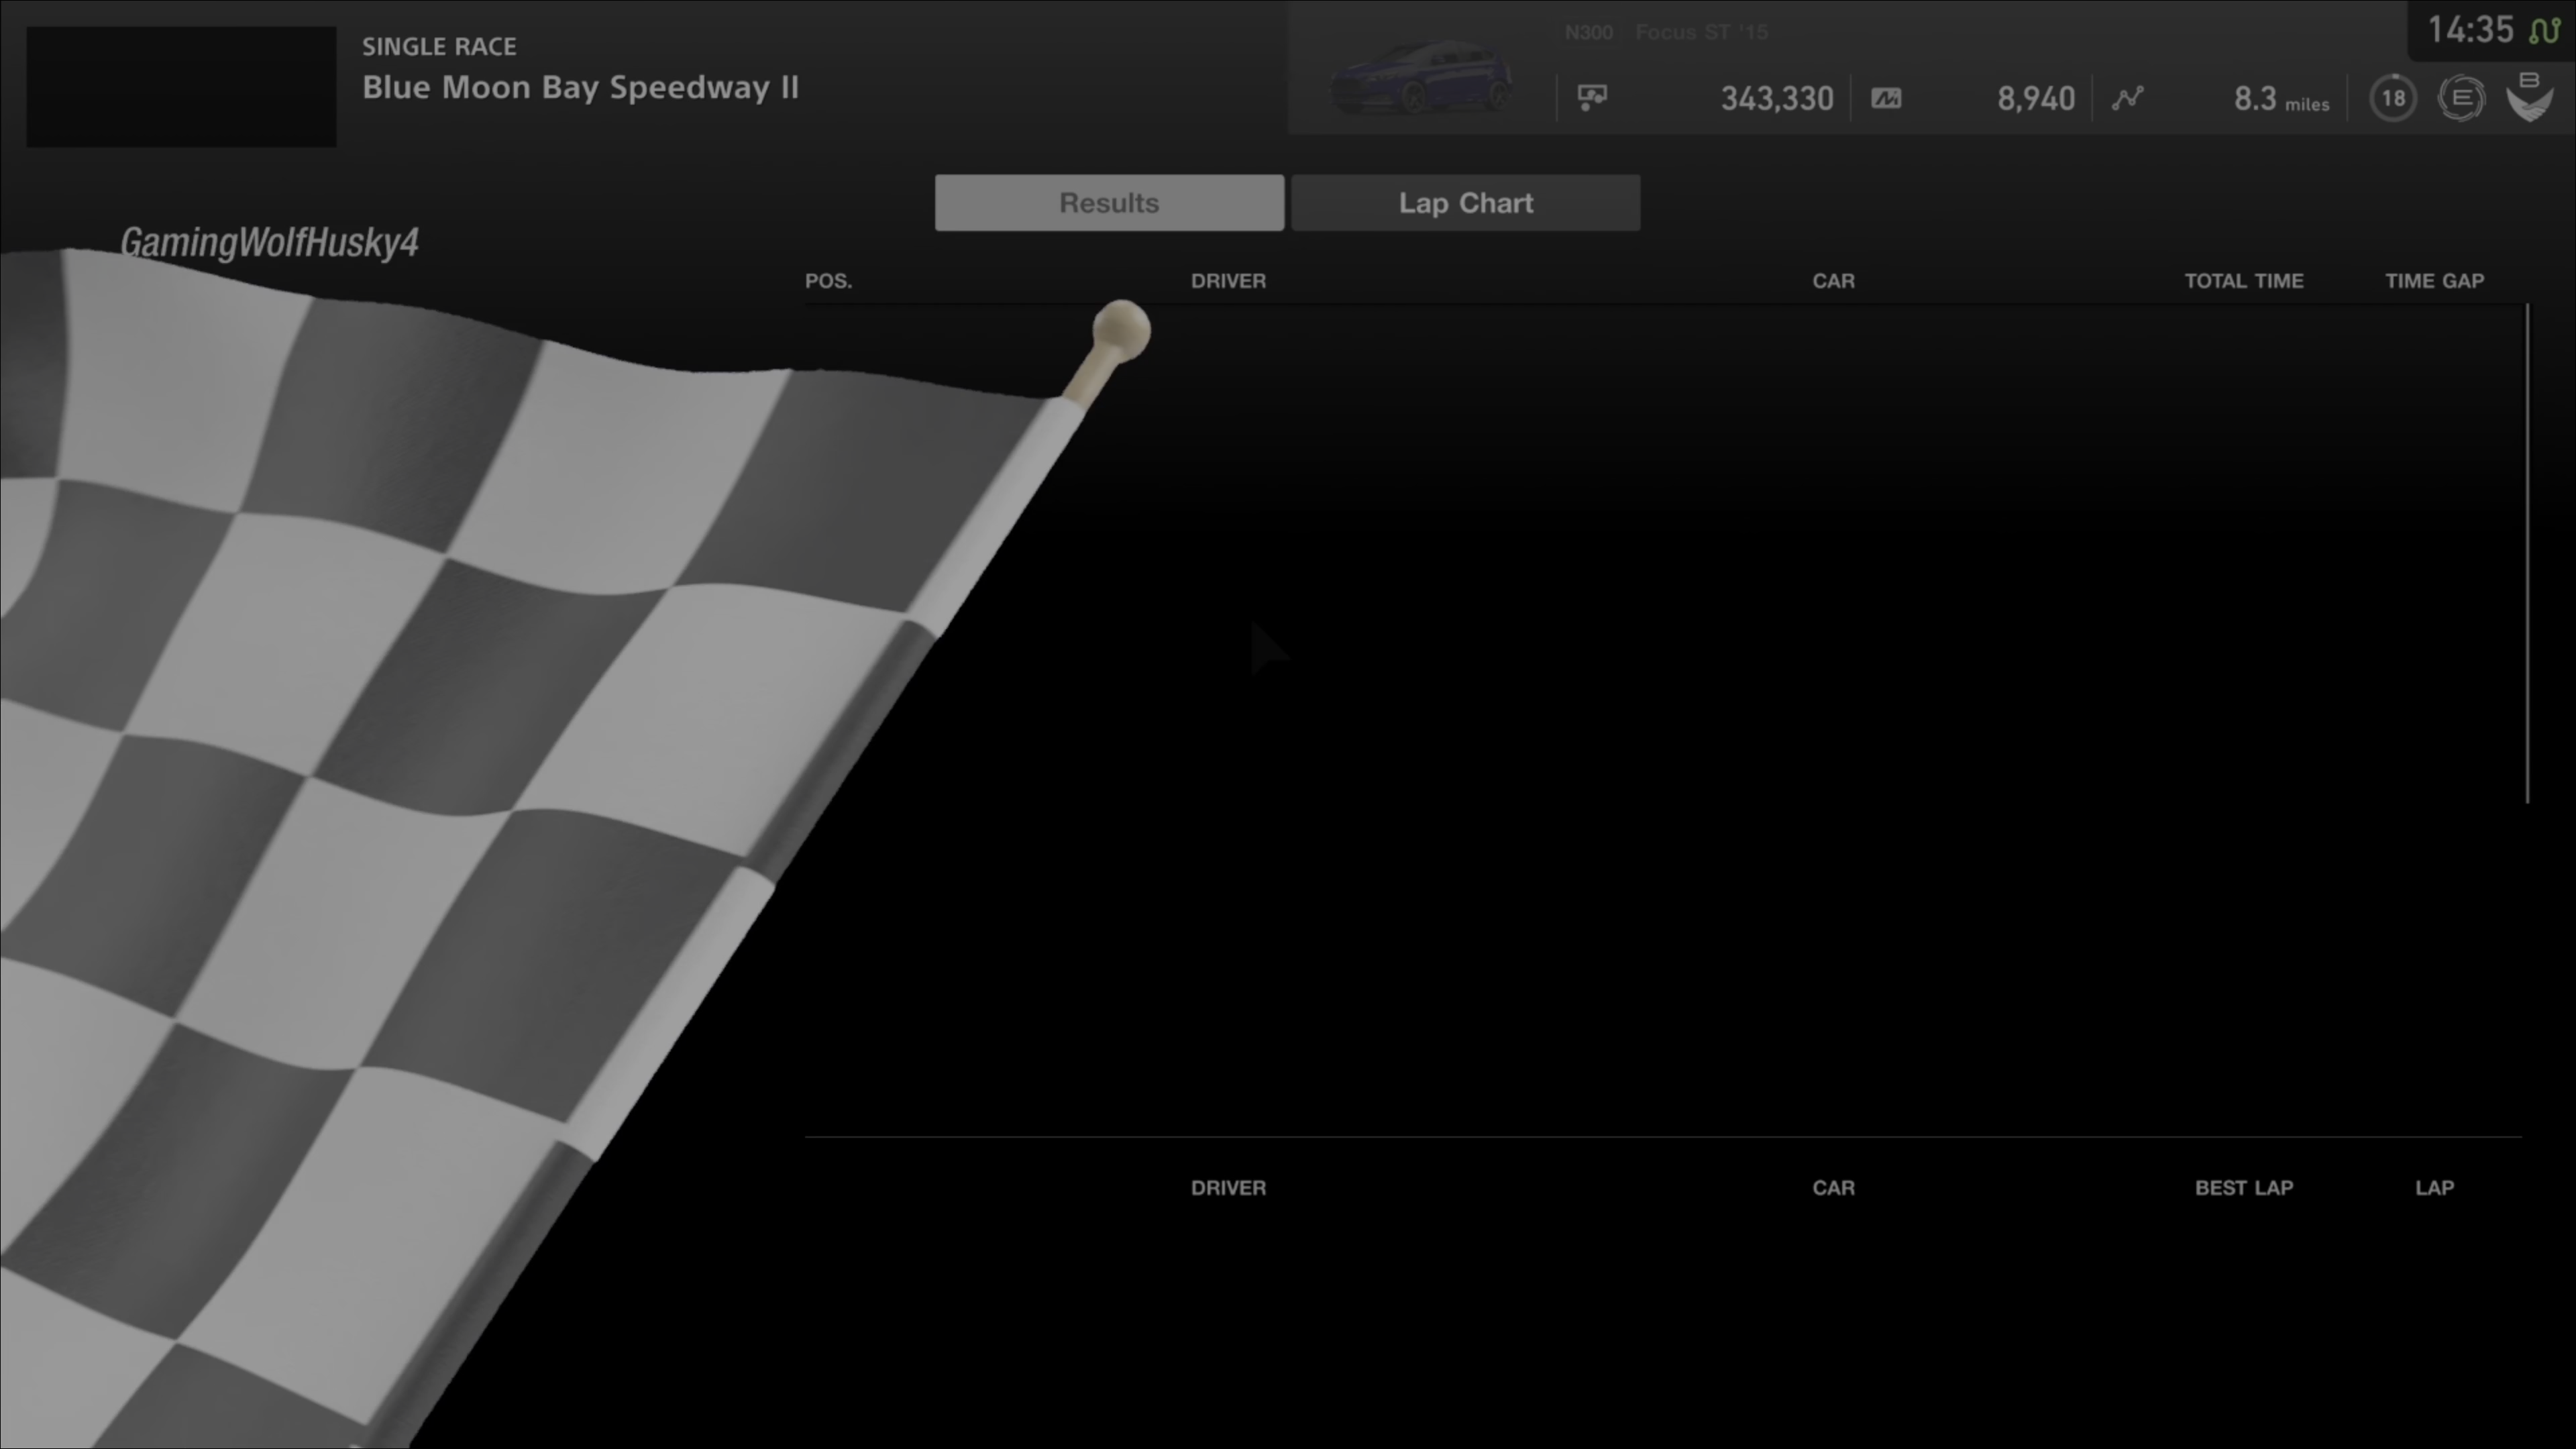 SINGLE RACE
Blue Moon Bay Speedway II
N300 Focus ST '15
14:35
343,330 8,940 8.3 miles 18 E B
Results Lap Chart
GamingWolfHusky4
POS. DRIVER CAR TOTAL TIME TIME GAP
DRIVER CAR BEST LAP LAP